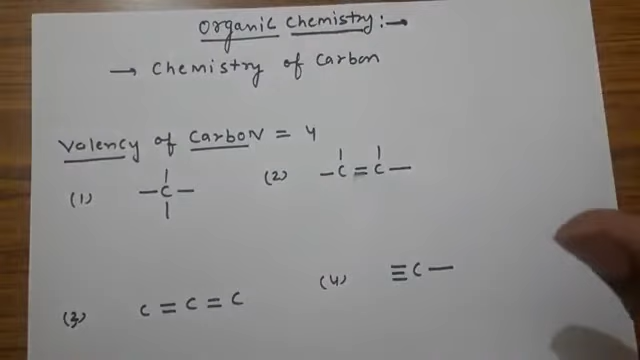 Organic Chemistry:→
→ Chemistry of Carbon
Valency of Carbon = 4
(1) -C-
(2) -C=C-
(3) C=C=C
(4) ≡C-